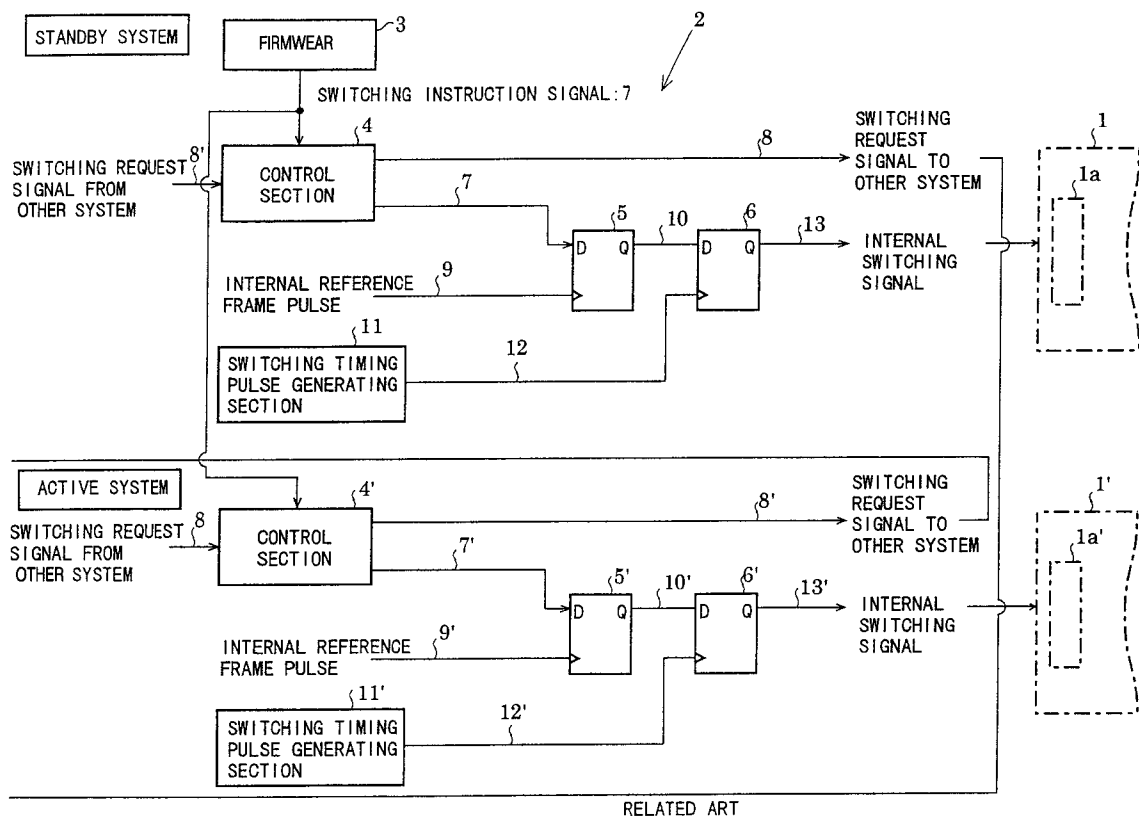 STANDBY SYSTEM
FIRMWEAR
3
2
SWITCHING INSTRUCTION SIGNAL:7
4
8'
SWITCHING REQUEST
SIGNAL FROM
OTHER SYSTEM
CONTROL
SECTION
8
SWITCHING
REQUEST
SIGNAL TO
OTHER SYSTEM
1
1a
7
5
10
6
13
D Q
D Q
INTERNAL
SWITCHING
SIGNAL
INTERNAL REFERENCE
FRAME PULSE
9
11
SWITCHING TIMING
PULSE GENERATING
SECTION
12
ACTIVE SYSTEM
4'
8
SWITCHING REQUEST
SIGNAL FROM
OTHER SYSTEM
CONTROL
SECTION
8'
SWITCHING
REQUEST
SIGNAL TO
OTHER SYSTEM
1'
1a'
7'
5'
10'
6'
13'
D Q
D Q
INTERNAL
SWITCHING
SIGNAL
INTERNAL REFERENCE
FRAME PULSE
9'
11'
SWITCHING TIMING
PULSE GENERATING
SECTION
12'
RELATED ART